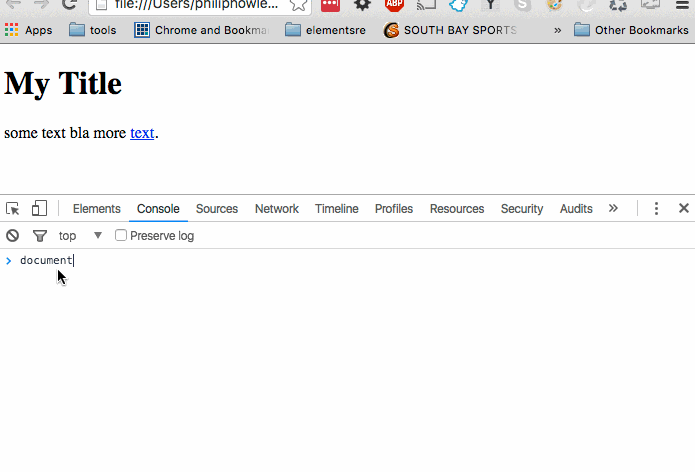 file:///Users/philiphowle
ABP
Apps tools Chrome and Bookma elementsre SOUTH BAY SPORTS » Other Bookmarks
My Title
some text bla more text.
Elements Console Sources Network Timeline Profiles Resources Security Audits »
top Preserve log
> document